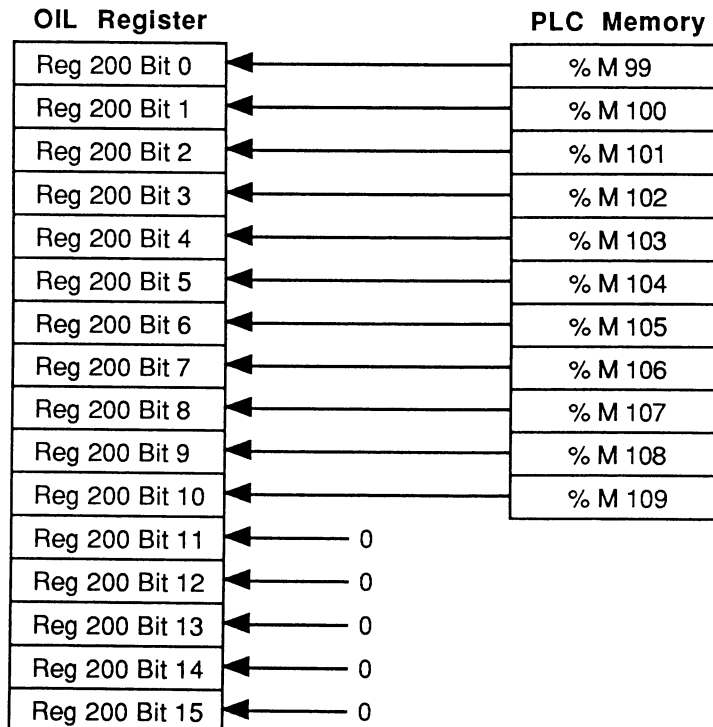 OIL Register PLC Memory
Reg 200 Bit 0 % M 99
Reg 200 Bit 1 % M 100
Reg 200 Bit 2 % M 101
Reg 200 Bit 3 % M 102
Reg 200 Bit 4 % M 103
Reg 200 Bit 5 % M 104
Reg 200 Bit 6 % M 105
Reg 200 Bit 7 % M 106
Reg 200 Bit 8 % M 107
Reg 200 Bit 9 % M 108
Reg 200 Bit 10 % M 109
Reg 200 Bit 11 0
Reg 200 Bit 12 0
Reg 200 Bit 13 0
Reg 200 Bit 14 0
Reg 200 Bit 15 0